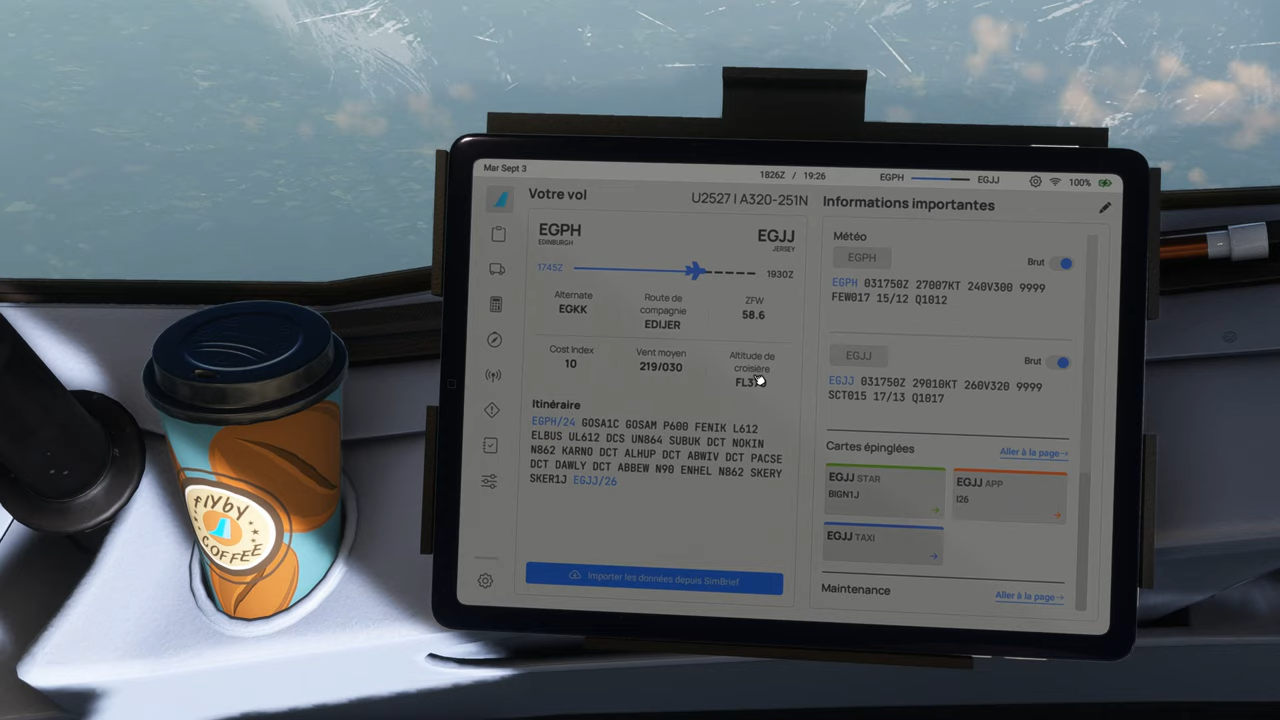 Mar Sept 3
1826Z / 19:26
EGPH
EGJJ
100%
Votre vol
U2527 | A320-251N
EGPH
EDINBURGH
EGJJ
JERSEY
1745Z
1930Z
Alternate
EGKK
Route de
compagnie
EDIJER
ZFW
58.6
Cost Index
10
Vent moyen
219/030
Altitude de
croisière
Itinéraire
EGPH/24 GOSA1C GOSAM P600 FENIK L612
ELBUS UL612 DCS UN864 SUBUK DCT NOKIN
N862 KARNO DCT ALHUP DCT ABWIV DCT PACSE
DCT DAWLY DCT ABBEW N90 ENHEL N862 SKERY
SKER1J EGJJ/26
Importer les données depuis SimBrief
Informations importantes
Météo
EGPH
Brut
EGPH 031750Z 27007KT 240V300 9999
FEW017 15/12 Q1012
EGJJ
Brut
EGJJ 031750Z 29010KT 260V320 9999
SCT015 17/13 Q1017
Cartes épinglées
Aller à la page
EGJJ STAR
BIGN1J
EGJJ APP
I26
EGJJ TAXI
Maintenance
Aller à la page
flyby
COFFEE